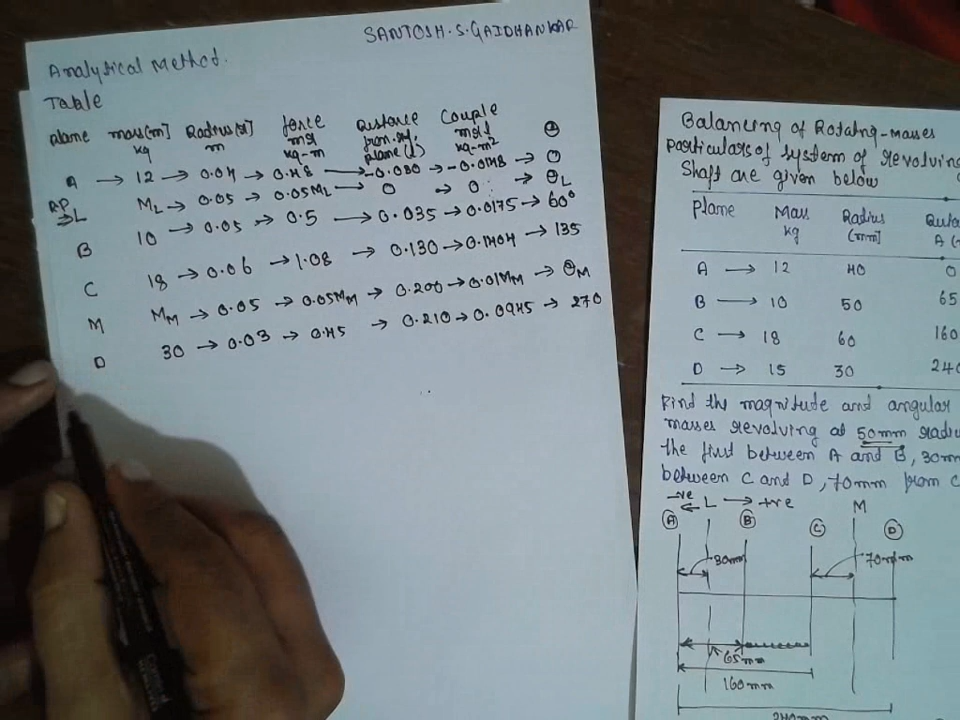 SANTOSH.S.GAIDHANKAR
Analytical Method.
Table
plane mass[m] Radius[r] force Distance Couple
kg m mr from R.P. mrl θ
kg-m plane(l) kg-m²
A → 12 → 0.04 → 0.48 → -0.030 → -0.0148 → 0
R.P
⇒ L M_L → 0.05 → 0.05M_L → 0 → 0 → θ_L
B 10 → 0.05 → 0.5 → 0.035 → 0.0175 → 60°
C 18 → 0.06 → 1.08 → 0.130 → 0.1404 → 135
M M_M → 0.05 → 0.05M_M → 0.200 → 0.01M_M → θ_M
D 30 → 0.03 → 0.45 → 0.210 → 0.0945 → 270
Balancing of Rotatng-masses
particulars of system of revolving
Shaft are given below
plane Mass Radius
kg [mm]
A → 12 40 0
B → 10 50 65
C → 18 60 160
D → 15 30 240
Find the magnitude and angular
masses revolving at 50mm radiu
the first between A and B, 30mm
between C and D, 70mm from C
-ve ← L → +ve M
A B C D
30mm 70mm
65mm
160mm
240mm